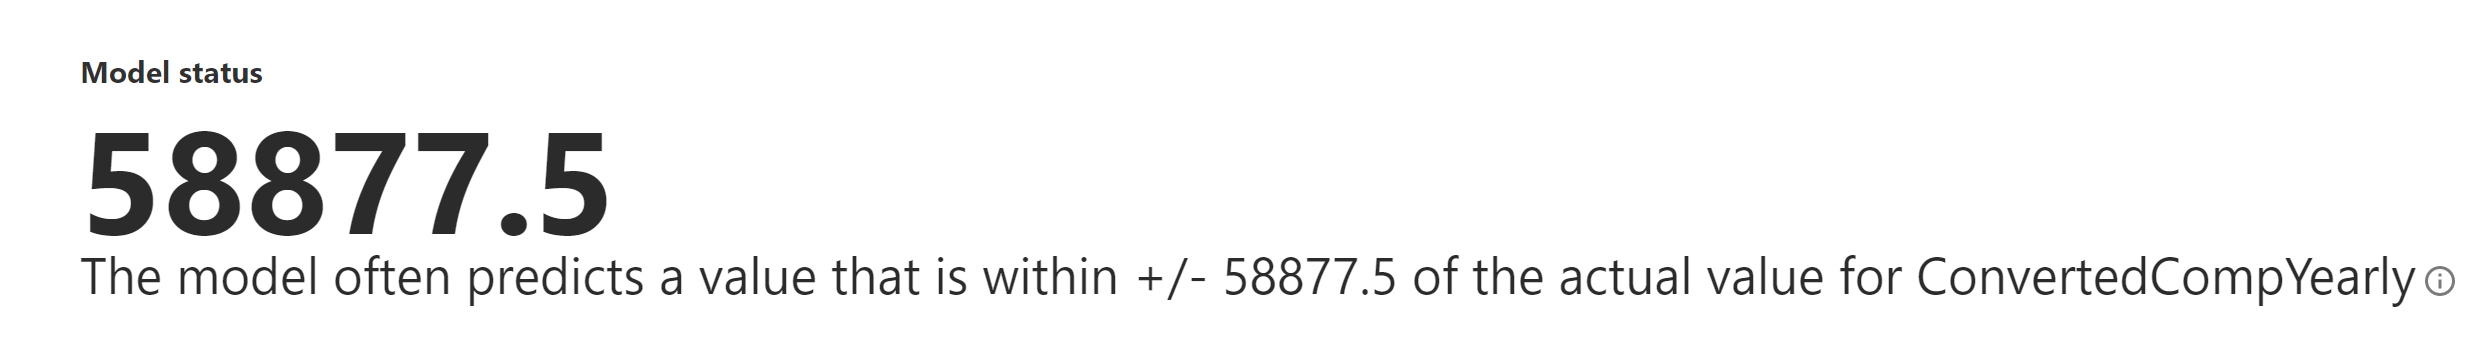 Model status
58877.5
The model often predicts a value that is within +/- 58877.5 of the actual value for ConvertedCompYearly